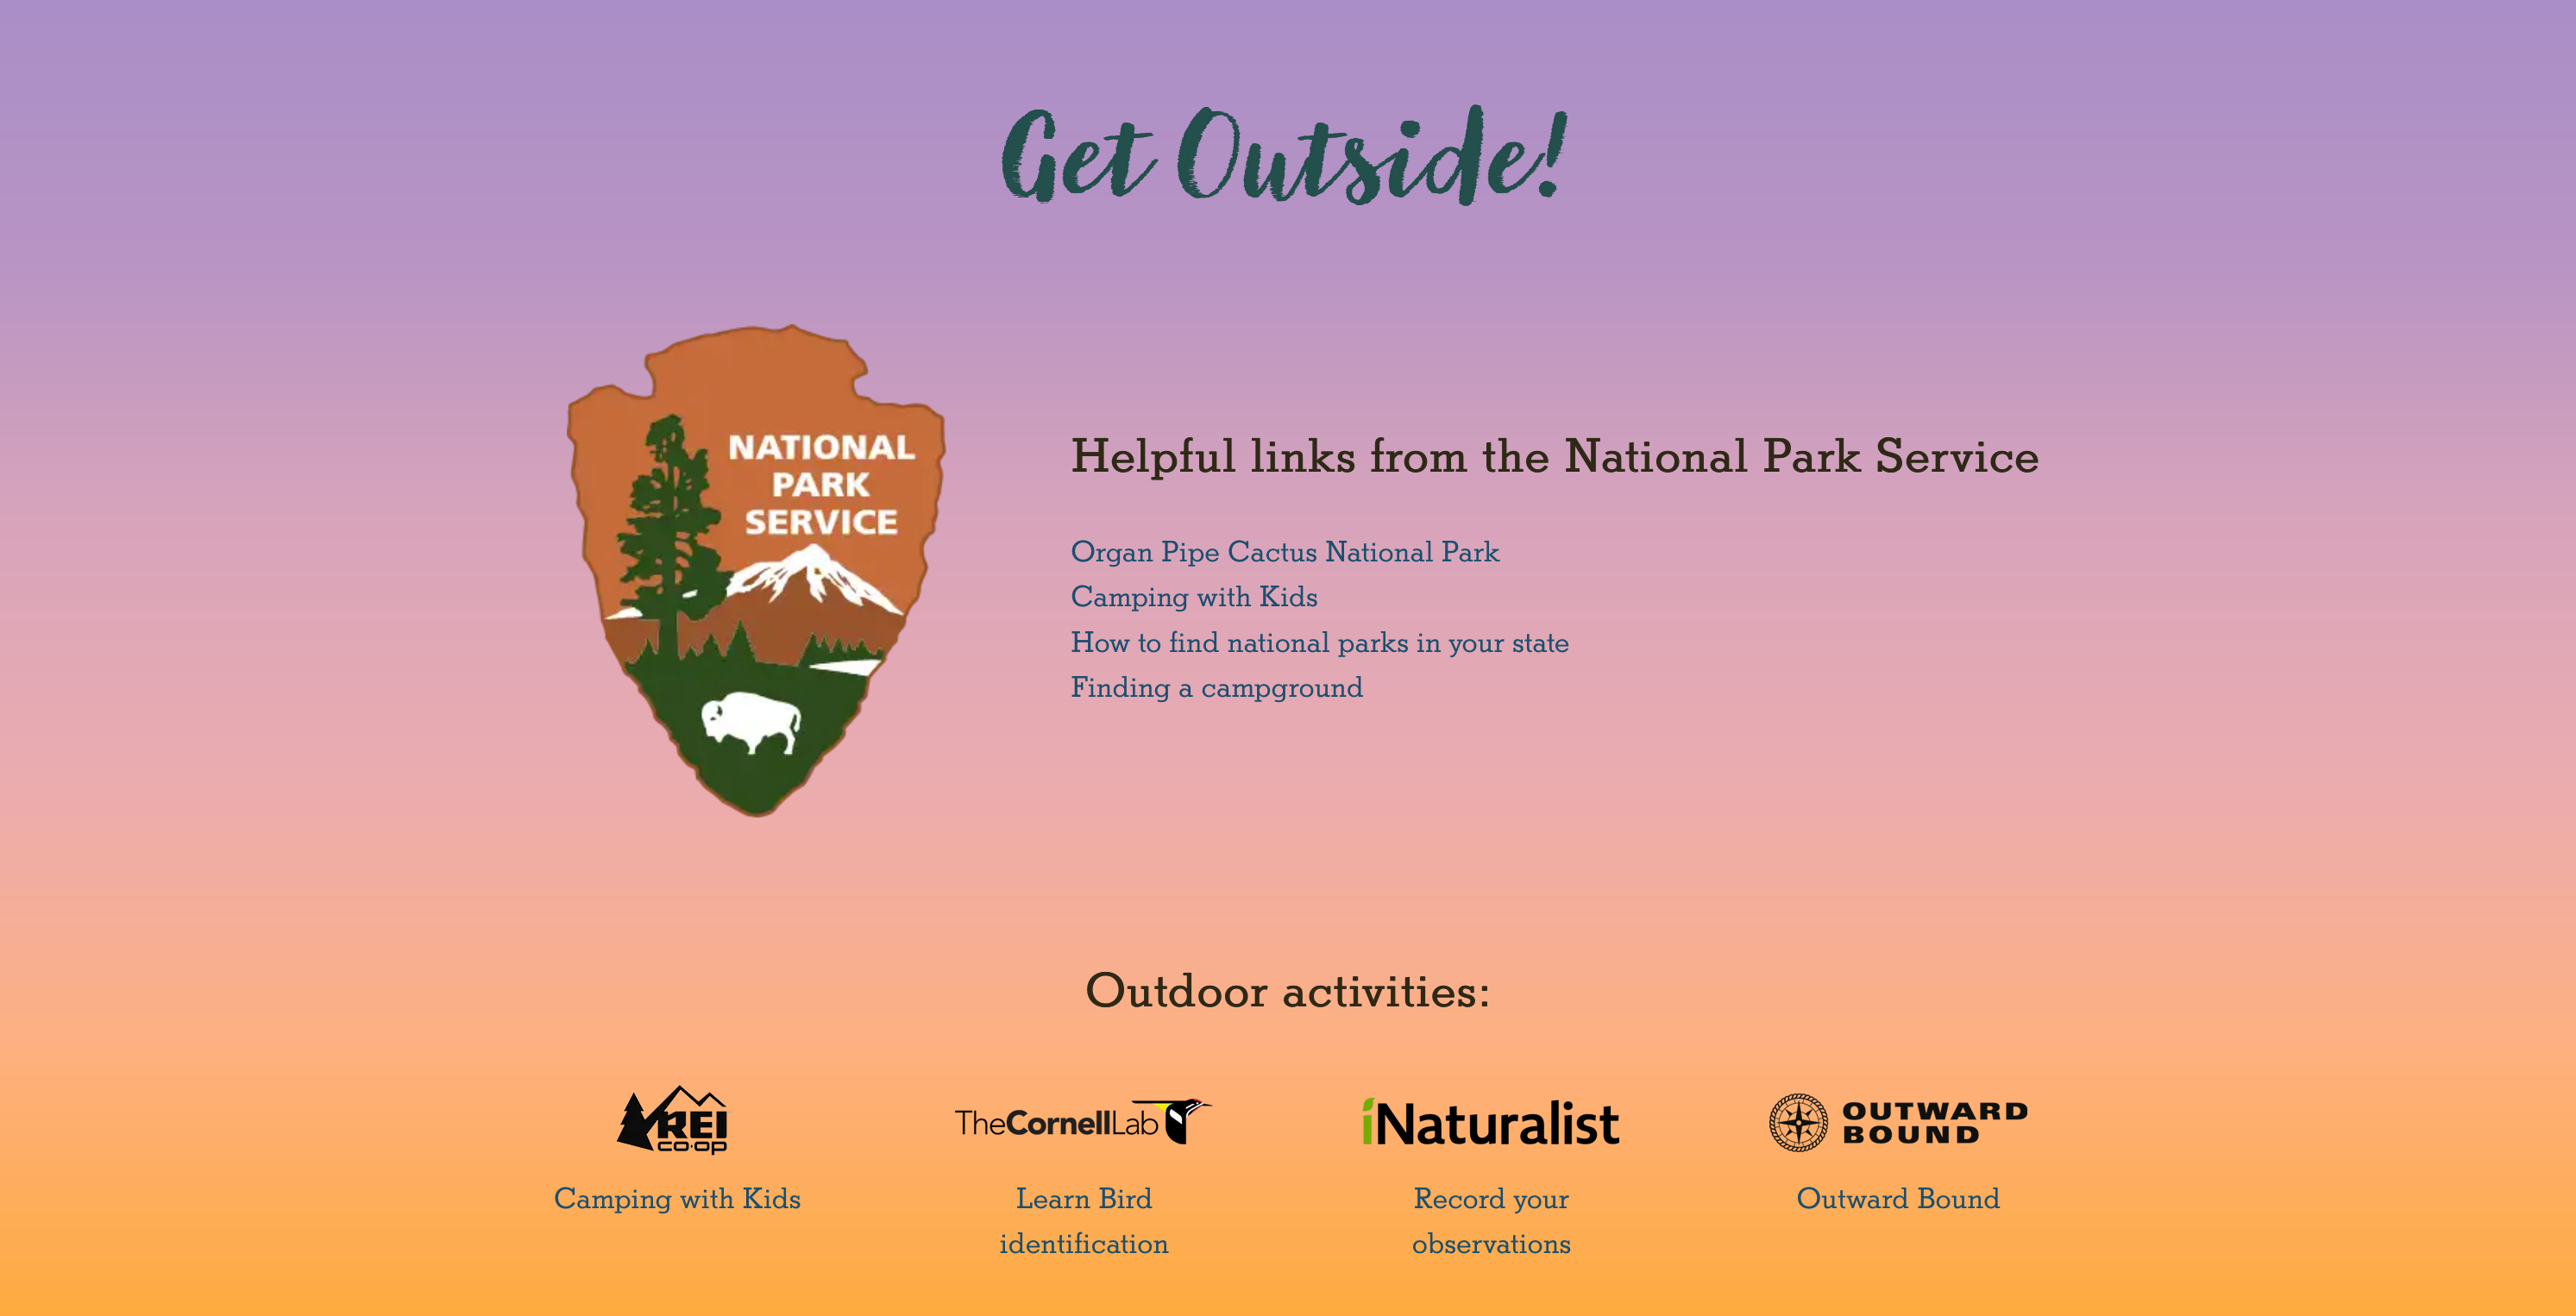 Get Outside!
NATIONAL
PARK
SERVICE
Helpful links from the National Park Service
Organ Pipe Cactus National Park
Camping with Kids
How to find national parks in your state
Finding a campground
Outdoor activities:
REI
CO·OP
Camping with Kids
TheCornellLab
Learn Bird
identification
iNaturalist
Record your
observations
OUTWARD
BOUND
Outward Bound